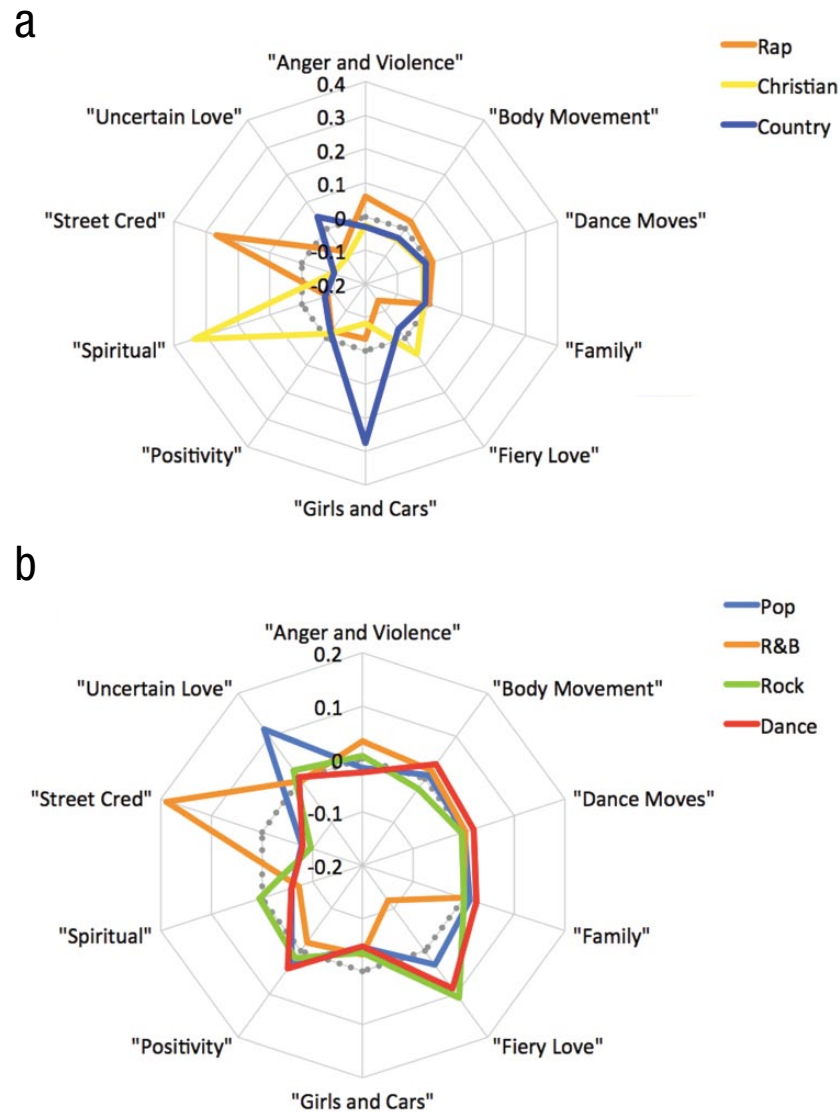 a
"Anger and Violence"
"Uncertain Love"
"Body Movement"
"Street Cred"
"Dance Moves"
"Spiritual"
"Family"
"Positivity"
"Fiery Love"
"Girls and Cars"
0.4
0.3
0.2
0.1
0
-0.1
-0.2
Rap
Christian
Country
b
"Anger and Violence"
"Uncertain Love"
"Body Movement"
"Street Cred"
"Dance Moves"
"Spiritual"
"Family"
"Positivity"
"Fiery Love"
"Girls and Cars"
0.2
0.1
0
-0.1
-0.2
Pop
R&B
Rock
Dance